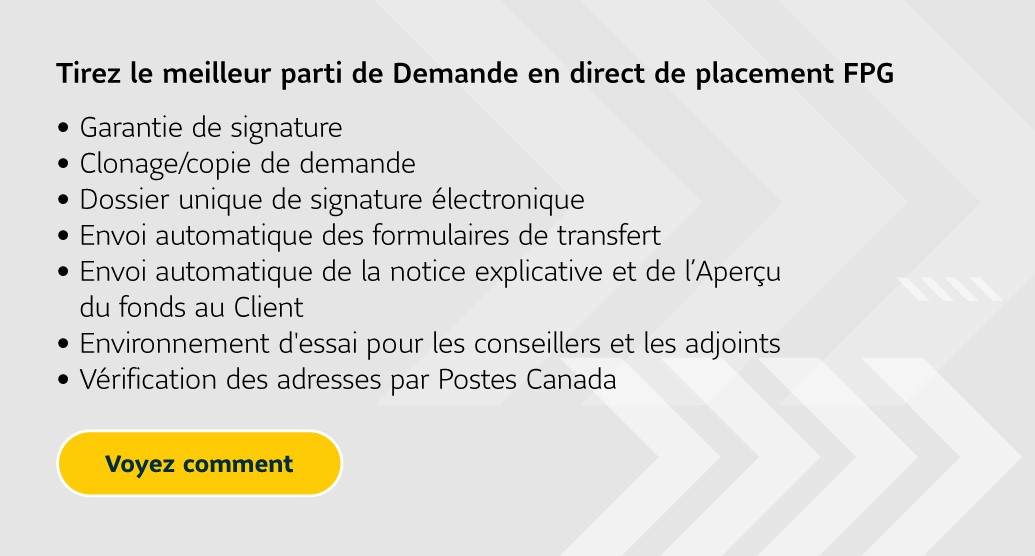 Tirez le meilleur parti de Demande en direct de placement FPG
• Garantie de signature
• Clonage/copie de demande
• Dossier unique de signature électronique
• Envoi automatique des formulaires de transfert
• Envoi automatique de la notice explicative et de l’Aperçu
du fonds au Client
• Environnement d'essai pour les conseillers et les adjoints
• Vérification des adresses par Postes Canada
Voyez comment